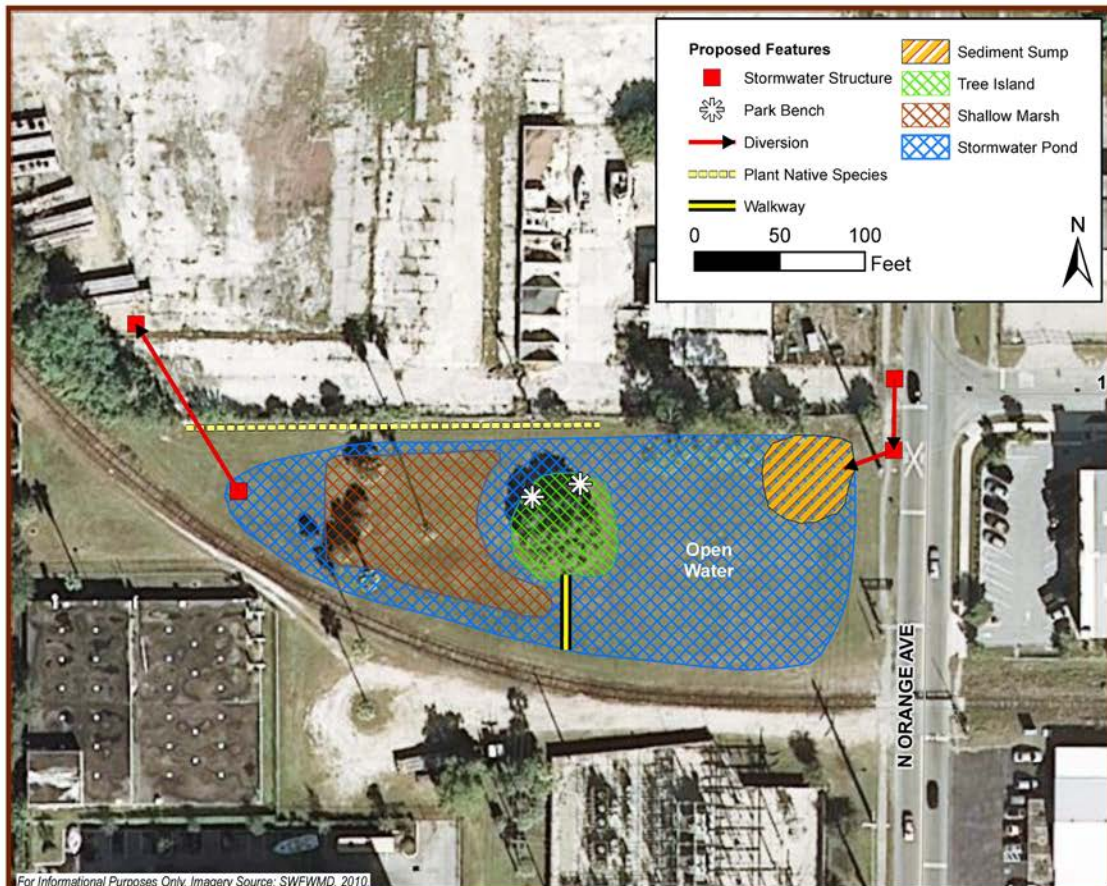 Proposed Features
Stormwater Structure
Park Bench
Diversion
Plant Native Species
Walkway
0 50 100
Feet
Sediment Sump
Tree Island
Shallow Marsh
Stormwater Pond
N
1
Open
Water
N ORANGE AVE
For Informational Purposes Only. Imagery Source: SWFWMD, 2010